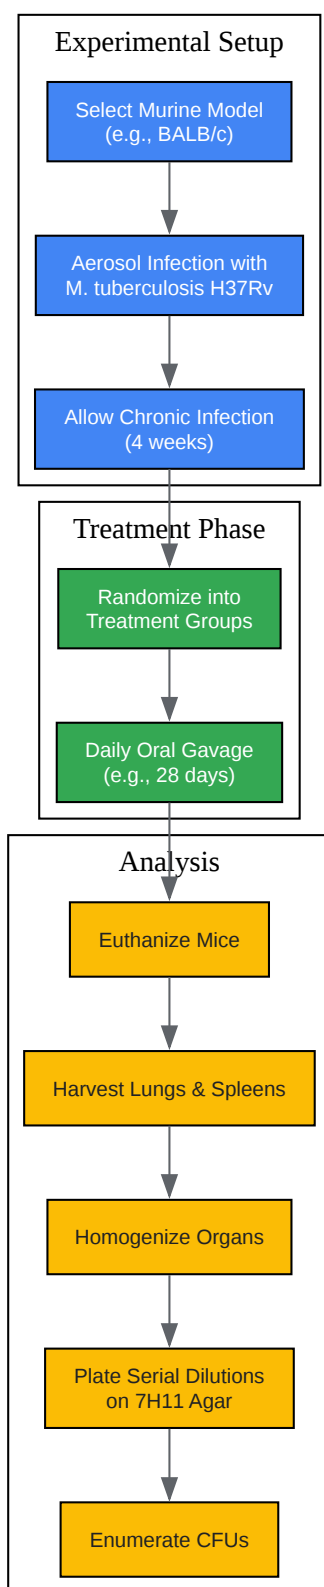 Experimental Setup
Select Murine Model
(e.g., BALB/c)
Aerosol Infection with
M. tuberculosis H37Rv
Allow Chronic Infection
(4 weeks)
Treatment Phase
Randomize into
Treatment Groups
Daily Oral Gavage
(e.g., 28 days)
Analysis
Euthanize Mice
Harvest Lungs & Spleens
Homogenize Organs
Plate Serial Dilutions
on 7H11 Agar
Enumerate CFUs